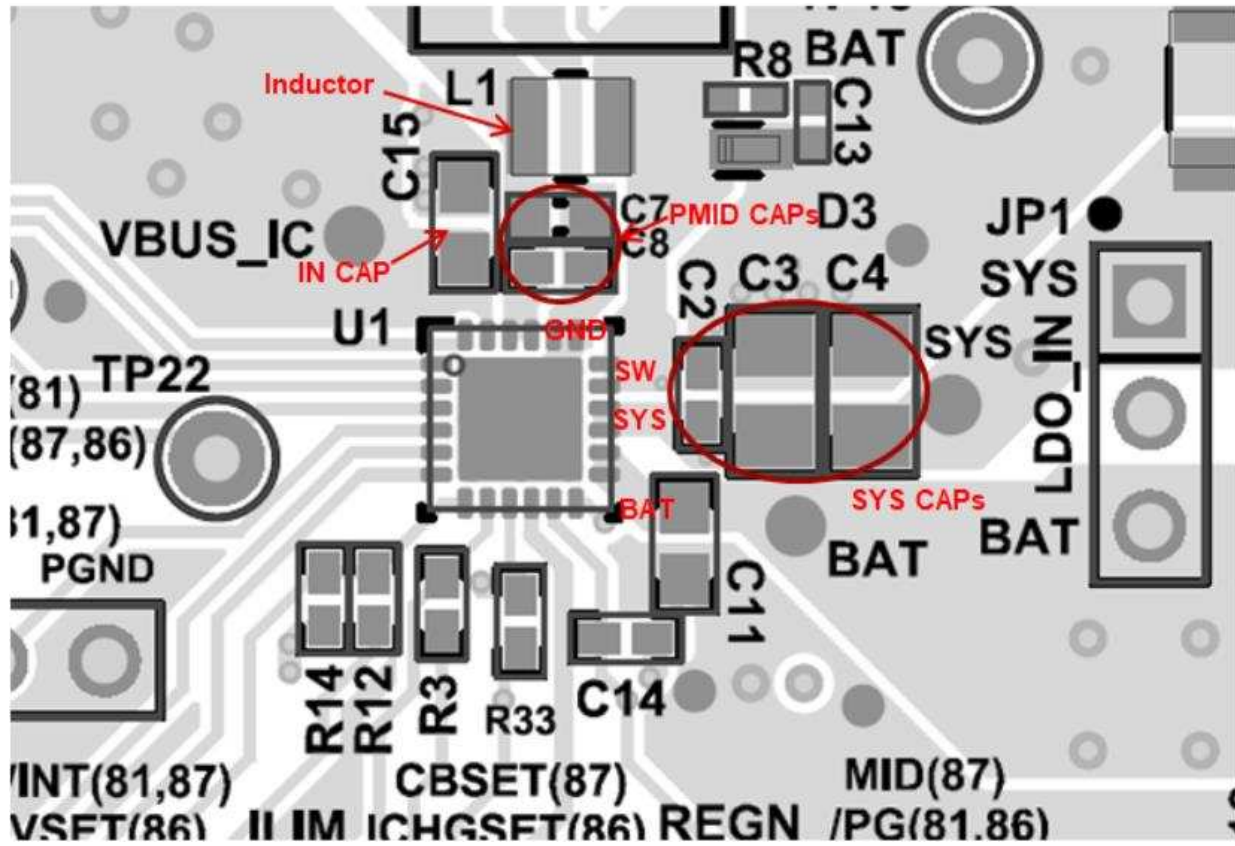 BAT
R8
L1
Inductor
C15
C13
C7
PMID CAPs
D3
C8
JP1
VBUS_IC
IN CAP
C2
C3
C4
SYS
U1
GND
SYS
LDO_IN
TP22
SW
(81)
SYS
(87,86)
BAT
SYS CAPs
31,87)
BAT
BAT
PGND
C11
R14
R12
R3
R33
C14
/INT(81,87)
CBSET(87)
MID(87)
VSET(86)
ILIM
ICHGSET(86)
REGN
/PG(81,86)